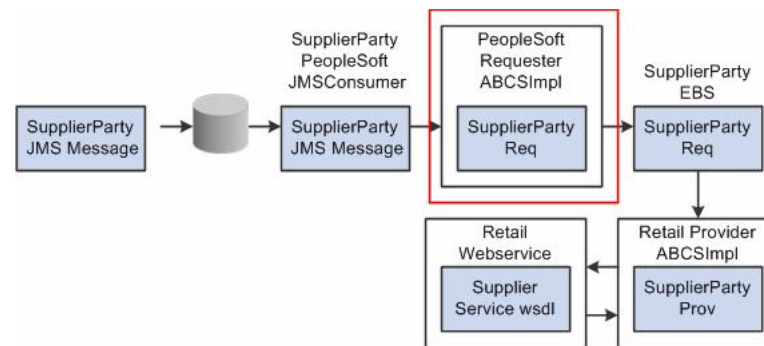 SupplierParty
JMS Message
SupplierParty
PeopleSoft
JMSConsumer
SupplierParty
JMS Message
PeopleSoft
Requester
ABCSImpl
SupplierParty
Req
SupplierParty
EBS
SupplierParty
Req
Retail
Webservice
Supplier
Service wsdl
Retail Provider
ABCSImpl
SupplierParty
Prov